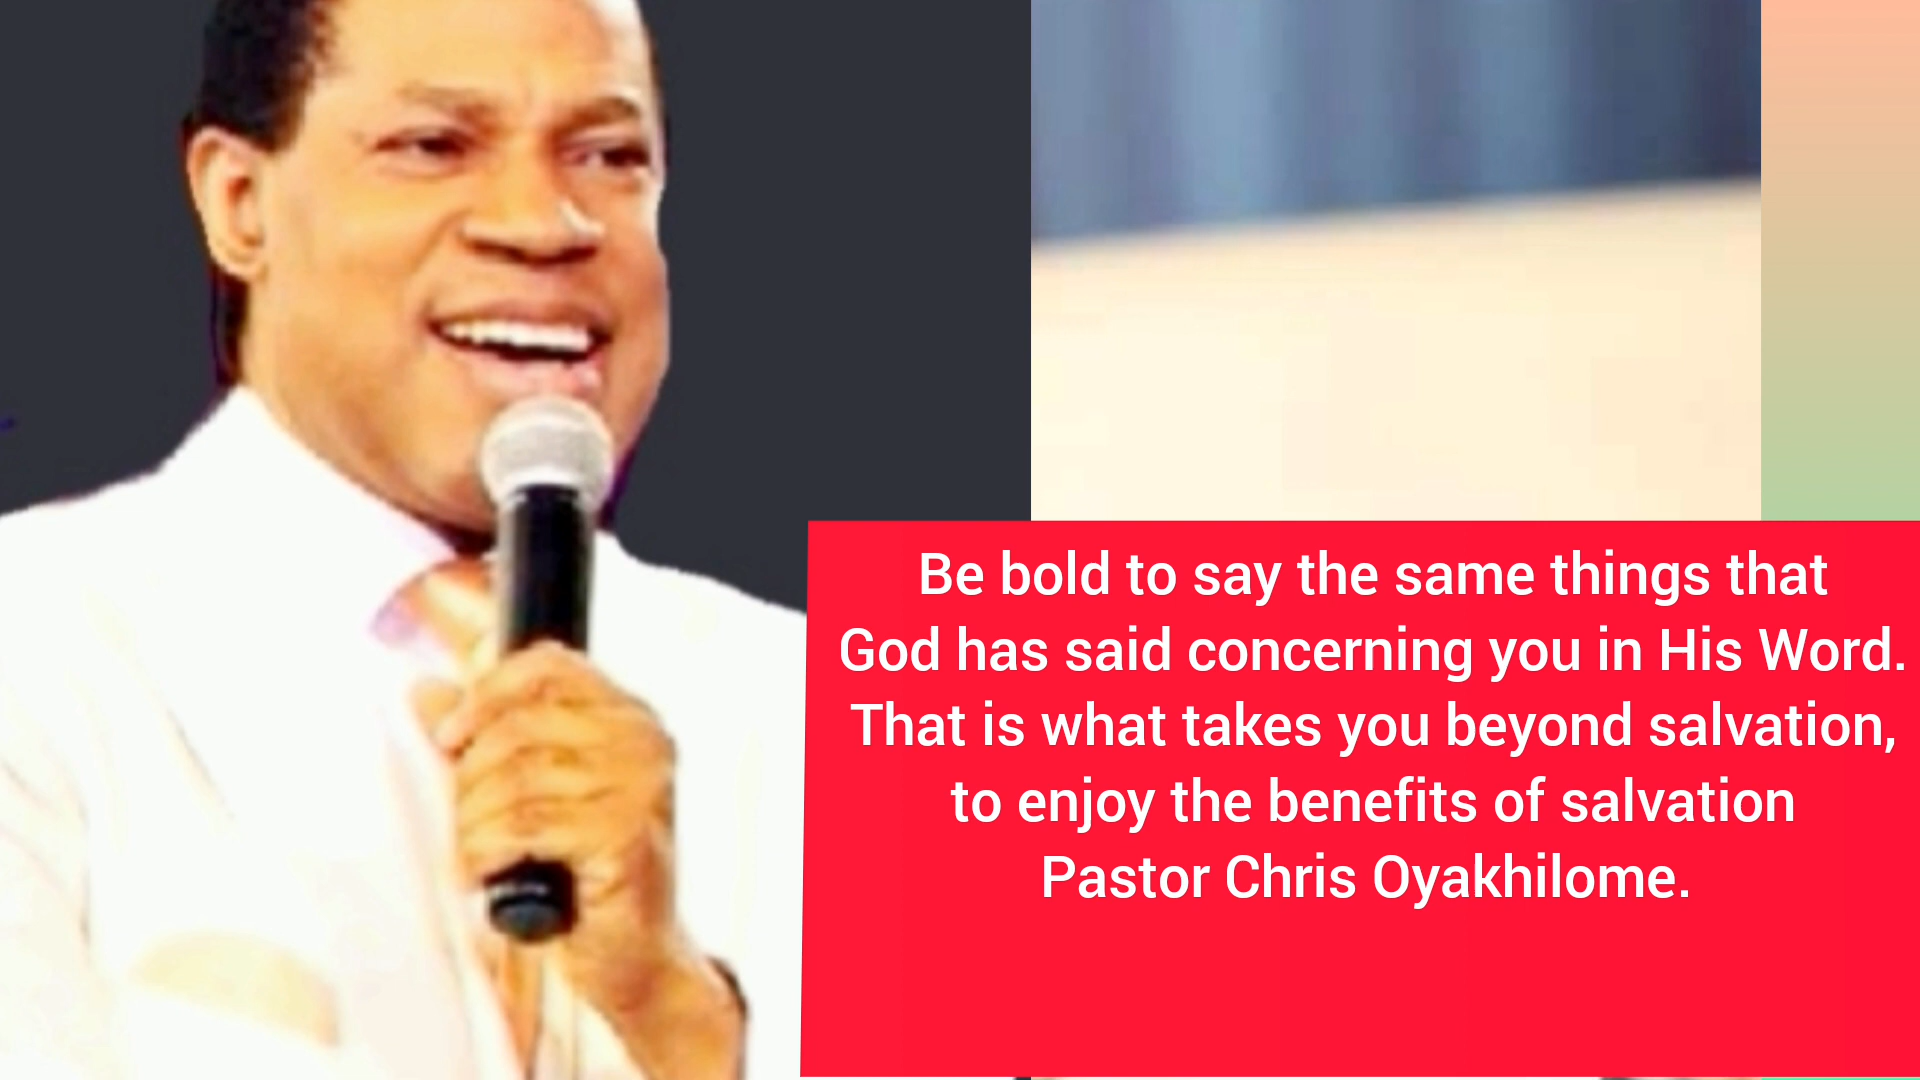 Be bold to say the same things that
God has said concerning you in His Word.
That is what takes you beyond salvation,
to enjoy the benefits of salvation
Pastor Chris Oyakhilome.